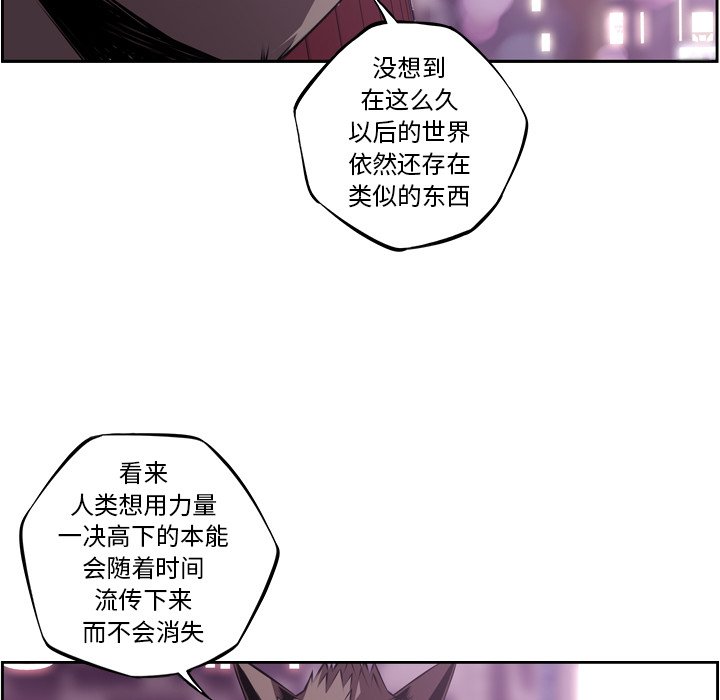 没想到
在这么久
以后的世界
依然还存在
类似的东西
看来
人类想用力量
一决高下的本能
会随着时间
流传下来
而不会消失